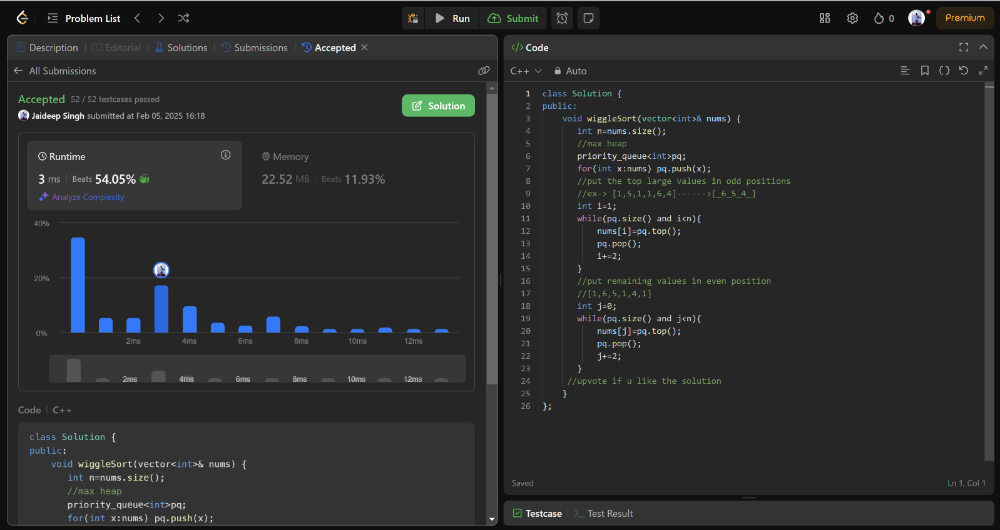 Problem List
Run
Submit
0
Premium
Description
Editorial
Solutions
Submissions
Accepted
All Submissions
Accepted 52 / 52 testcases passed
Jaideep Singh submitted at Feb 05, 2025 16:18
Solution
Runtime
3 ms | Beats 54.05%
Analyze Complexity
Memory
22.52 MB | Beats 11.93%
40%
20%
0%
2ms 4ms 6ms 8ms 10ms 12ms
2ms 4ms 6ms 8ms 10ms 12ms
Code | C++
class Solution {
public:
    void wiggleSort(vector<int>& nums) {
       int n=nums.size();
       //max heap
       priority_queue<int>pq;
       for(int x:nums) pq.push(x);
</> Code
C++ Auto
1 class Solution {
2 public:
3     void wiggleSort(vector<int>& nums) {
4        int n=nums.size();
5        //max heap
6        priority_queue<int>pq;
7        for(int x:nums) pq.push(x);
8        //put the top large values in odd positions
9        //ex-> [1,5,1,1,6,4]------>[_6_5_4_]
10        int i=1;
11        while(pq.size() and i<n){
12            nums[i]=pq.top();
13            pq.pop();
14            i+=2;
15        }
16        //put remaining values in even position
17        //[1,6,5,1,4,1]
18        int j=0;
19        while(pq.size() and j<n){
20            nums[j]=pq.top();
21            pq.pop();
22            j+=2;
23        }
24      //upvote if u like the solution
25     }
26 };
Saved
Ln 1, Col 1
Testcase
Test Result